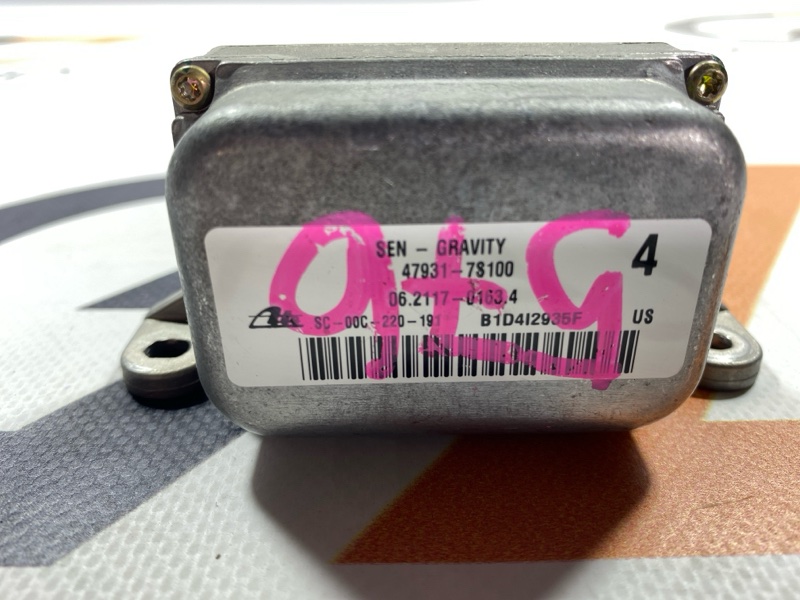 SEN - GRAVITY
4
47931-7S100
06.2117-0163.4
SC-00C-220-191 B1D4I2935F US